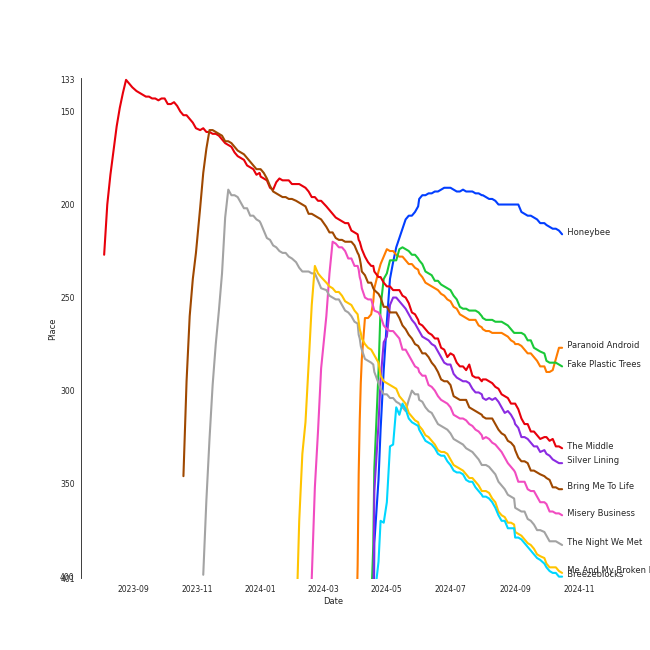 133
150
200
250
300
350
400
401
Place
2023-09
2023-11
2024-01
2024-03
2024-05
2024-07
2024-09
2024-11
Date
Honeybee
Paranoid Android
Fake Plastic Trees
The Middle
Silver Lining
Bring Me To Life
Misery Business
The Night We Met
Me And My Broken
Breezeblocks